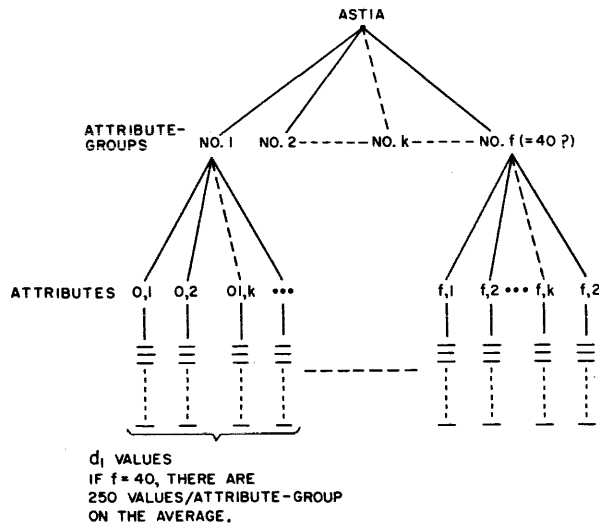 ASTIA
ATTRIBUTE-
GROUPS
NO. 1 NO. 2 NO. k NO. f (= 40 ?)
ATTRIBUTES 0,1 0,2 01,k ••• f,1 f,2 ••• f,k f,2
d₁ VALUES
IF f = 40, THERE ARE
250 VALUES/ATTRIBUTE-GROUP
ON THE AVERAGE.